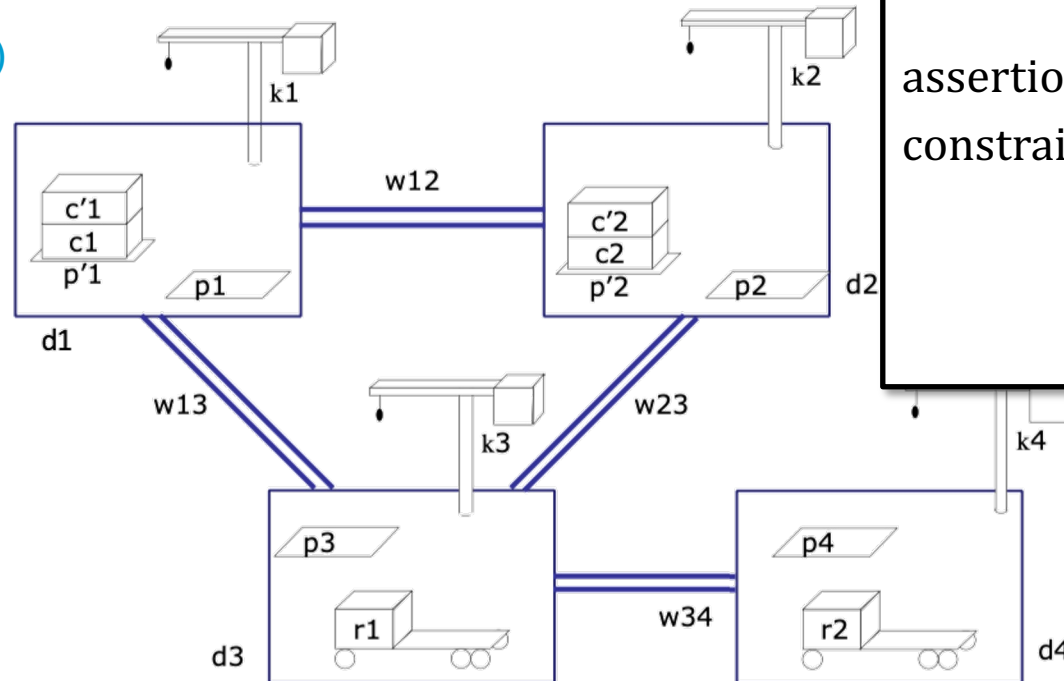 k1
k2
assertio
constrai
w12
c'1
c1
p'1
p1
c'2
c2
p'2
p2
d2
d1
w13
w23
k3
k4
p3
p4
r1
w34
r2
d3
d4